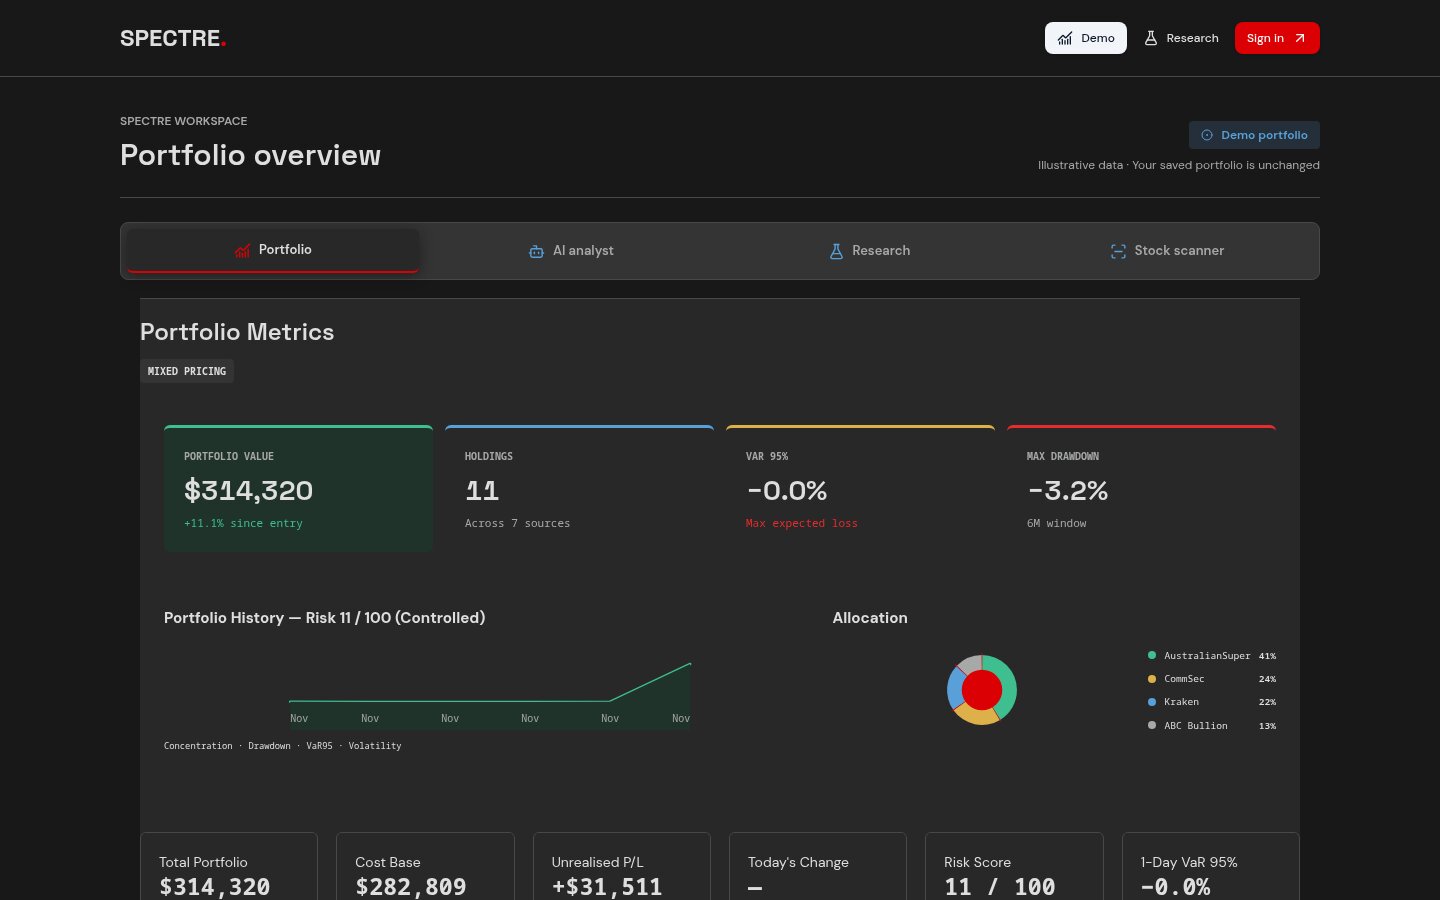 SPECTRE.
Demo
Research
Sign in
SPECTRE WORKSPACE
Portfolio overview
Demo portfolio
Illustrative data · Your saved portfolio is unchanged
Portfolio
AI analyst
Research
Stock scanner
Portfolio Metrics
MIXED PRICING
PORTFOLIO VALUE
$314,320
+11.1% since entry
HOLDINGS
11
Across 7 sources
VAR 95%
-0.0%
Max expected loss
MAX DRAWDOWN
-3.2%
6M window
Portfolio History — Risk 11 / 100 (Controlled)
Nov Nov Nov Nov Nov Nov
Concentration · Drawdown · VaR95 · Volatility
Allocation
AustralianSuper 41%
CommSec 24%
Kraken 22%
ABC Bullion 13%
Total Portfolio
$314,320
Cost Base
$282,809
Unrealised P/L
+$31,511
Today's Change
—
Risk Score
11 / 100
1-Day VaR 95%
-0.0%